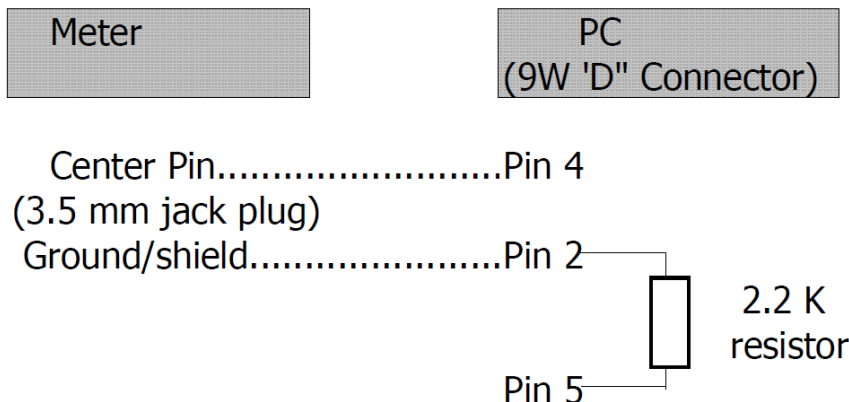 Meter
PC
(9W 'D" Connector)
Center Pin..........................Pin 4
(3.5 mm jack plug)
Ground/shield.......................Pin 2
2.2 K
resistor
Pin 5